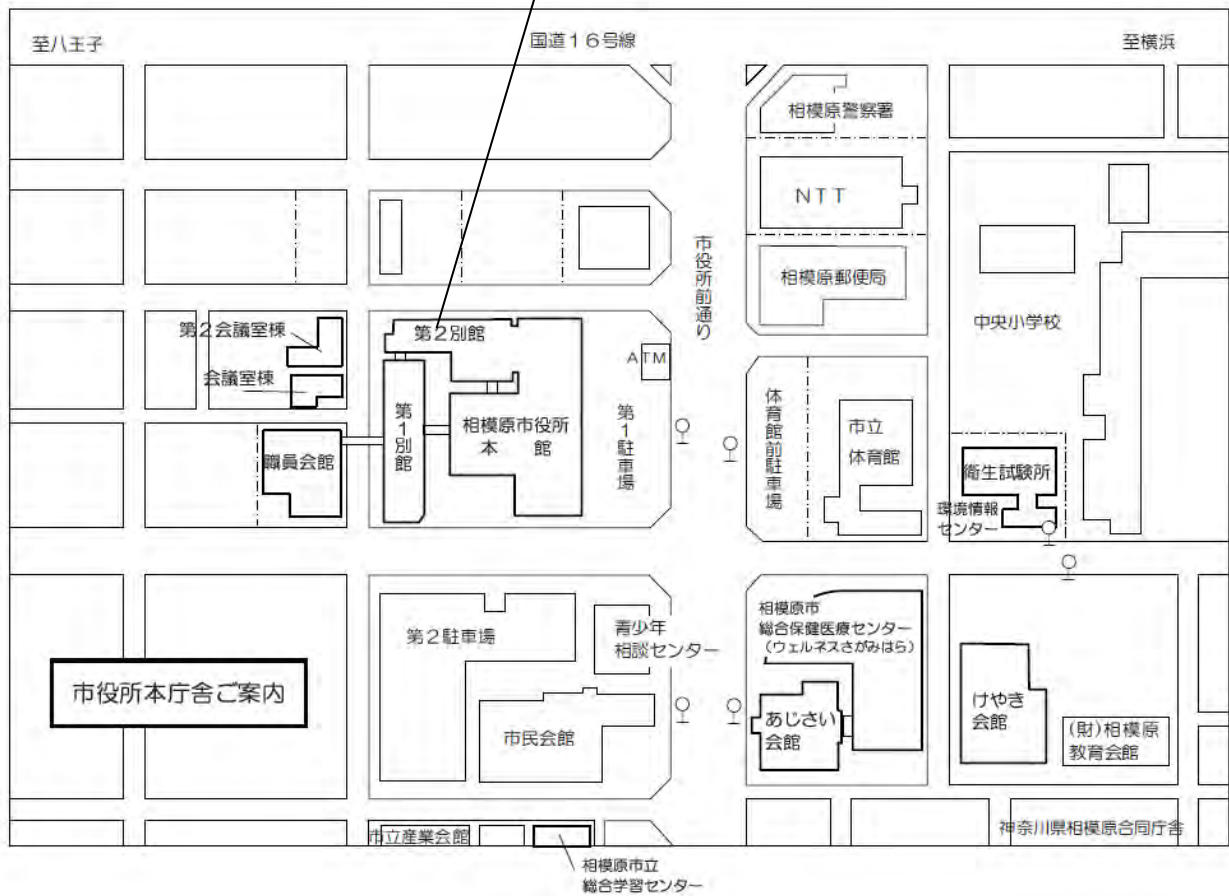 至八王子
国道16号線
至横浜
相模原警察署
NTT
市役所前通り
相模原郵便局
中央小学校
第2会議室棟
会議室棟
第2別館
ATM
第1別館
相模原市役所
本 館
第1駐車場
体育館前駐車場
市立
体育館
職員会館
衛生試験所
環境情報
センター
第2駐車場
青少年
相談センター
相模原市
総合保健医療センター
(ウェルネスさがみはら)
市役所本庁舎ご案内
市民会館
あじさい
会館
けやき
会館
(財)相模原
教育会館
市立産業会館
神奈川県相模原合同庁舎
相模原市立
総合学習センター